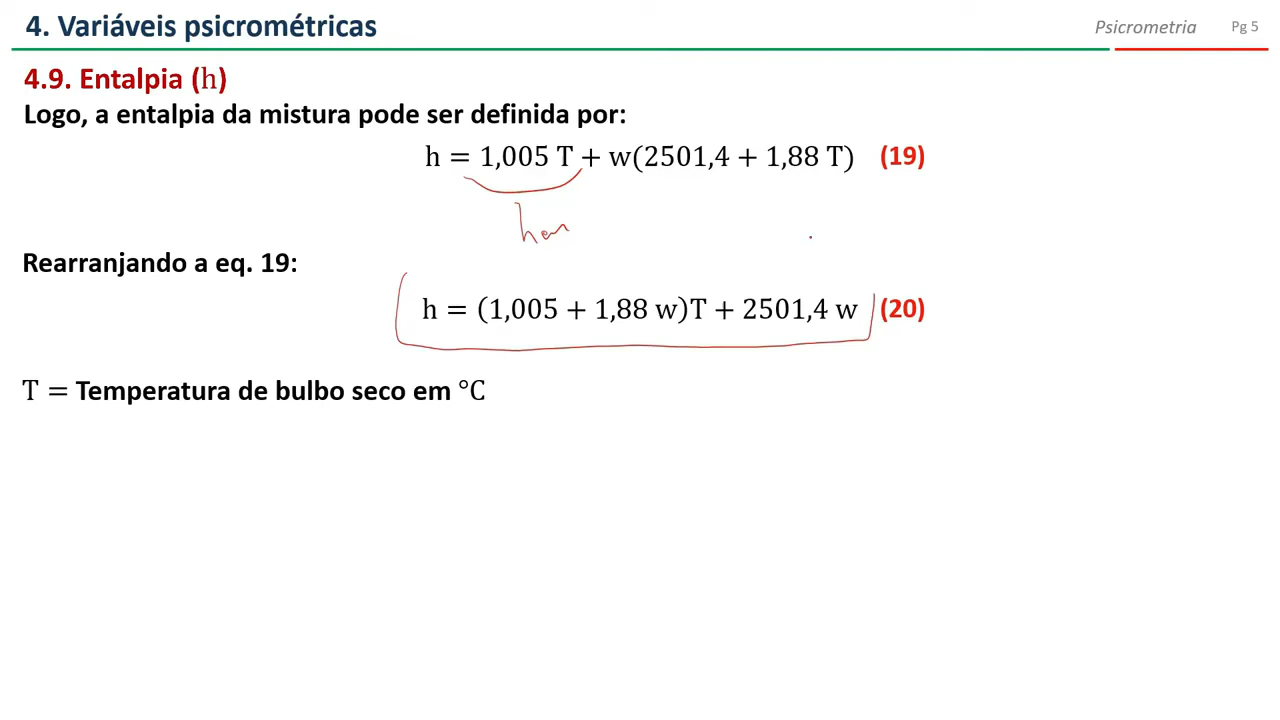 4. Variáveis psicrométricas
Psicrometria Pg 5
4.9. Entalpia (h)
Logo, a entalpia da mistura pode ser definida por:
h = 1,005 T + w(2501,4 + 1,88 T) (19)
Rearranjando a eq. 19:
h = (1,005 + 1,88 w)T + 2501,4 w (20)
T = Temperatura de bulbo seco em °C